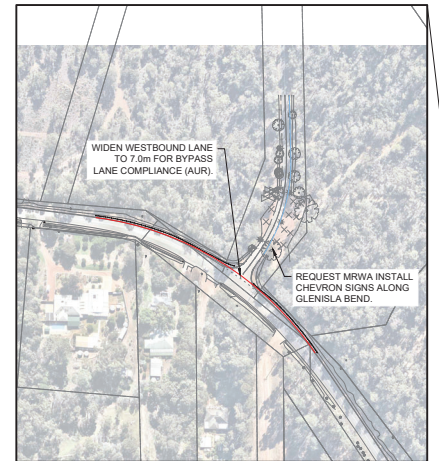 WIDEN WESTBOUND LANE
TO 7.0m FOR BYPASS
LANE COMPLIANCE (AUR).
REQUEST MRWA INSTALL
CHEVRON SIGNS ALONG
GLENISLA BEND.